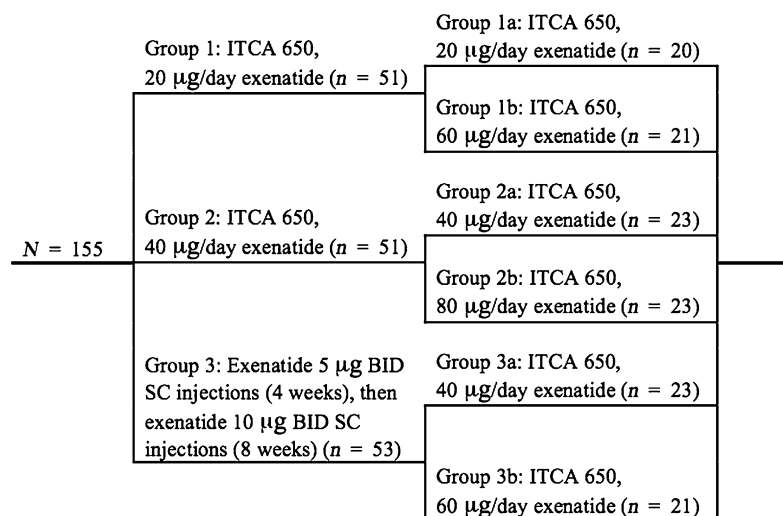 N = 155
Group 1: ITCA 650,
20 μg/day exenatide (n = 51)
Group 2: ITCA 650,
40 μg/day exenatide (n = 51)
Group 3: Exenatide 5 μg BID
SC injections (4 weeks), then
exenatide 10 μg BID SC
injections (8 weeks) (n = 53)
Group 1a: ITCA 650,
20 μg/day exenatide (n = 20)
Group 1b: ITCA 650,
60 μg/day exenatide (n = 21)
Group 2a: ITCA 650,
40 μg/day exenatide (n = 23)
Group 2b: ITCA 650,
80 μg/day exenatide (n = 23)
Group 3a: ITCA 650,
40 μg/day exenatide (n = 23)
Group 3b: ITCA 650,
60 μg/day exenatide (n = 21)